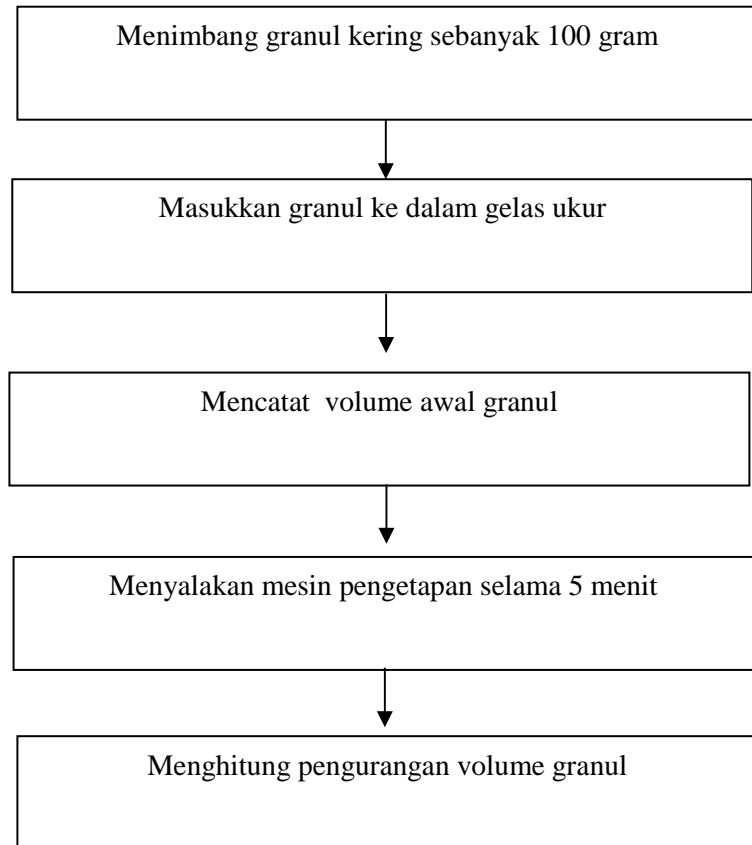 Menimbang granul kering sebanyak 100 gram
Masukkan granul ke dalam gelas ukur
Mencatat  volume awal granul
Menyalakan mesin pengetapan selama 5 menit
Menghitung pengurangan volume granul